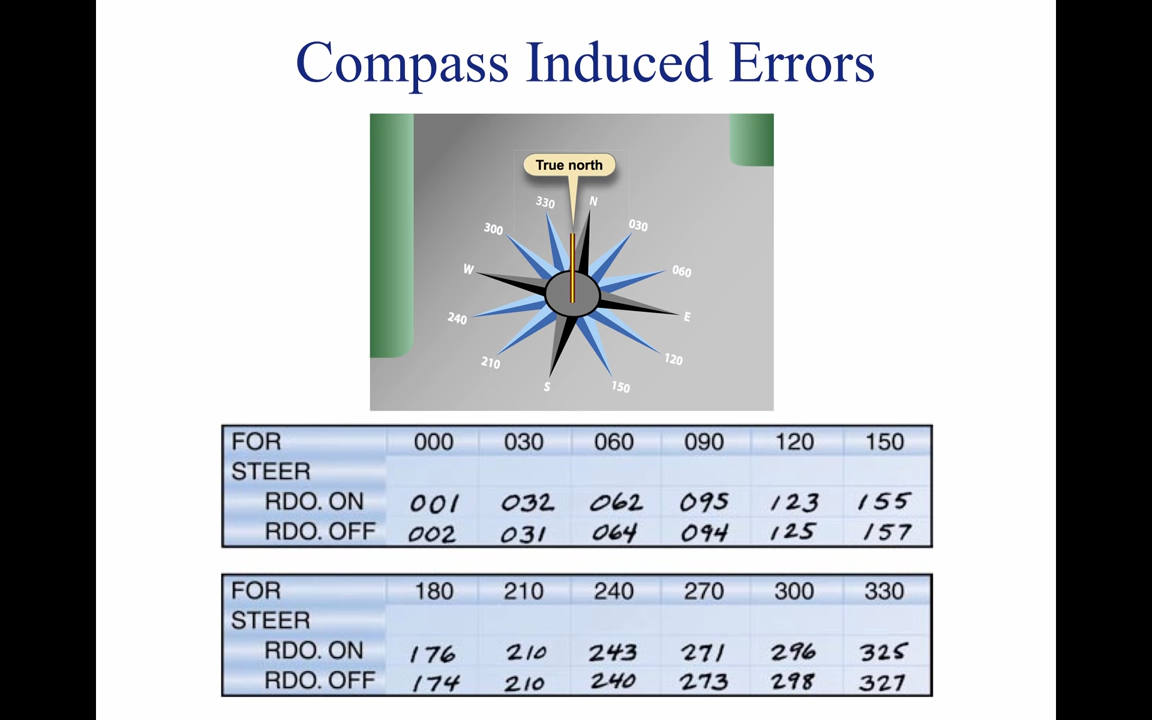 Compass Induced Errors
True north
330 N
300 030
W 060
240 E
210 120
S 150
FOR 000 030 060 090 120 150
STEER
RDO. ON 001 032 062 095 123 155
RDO. OFF 002 031 064 094 125 157
FOR 180 210 240 270 300 330
STEER
RDO. ON 176 210 243 271 296 325
RDO. OFF 174 210 240 273 298 327